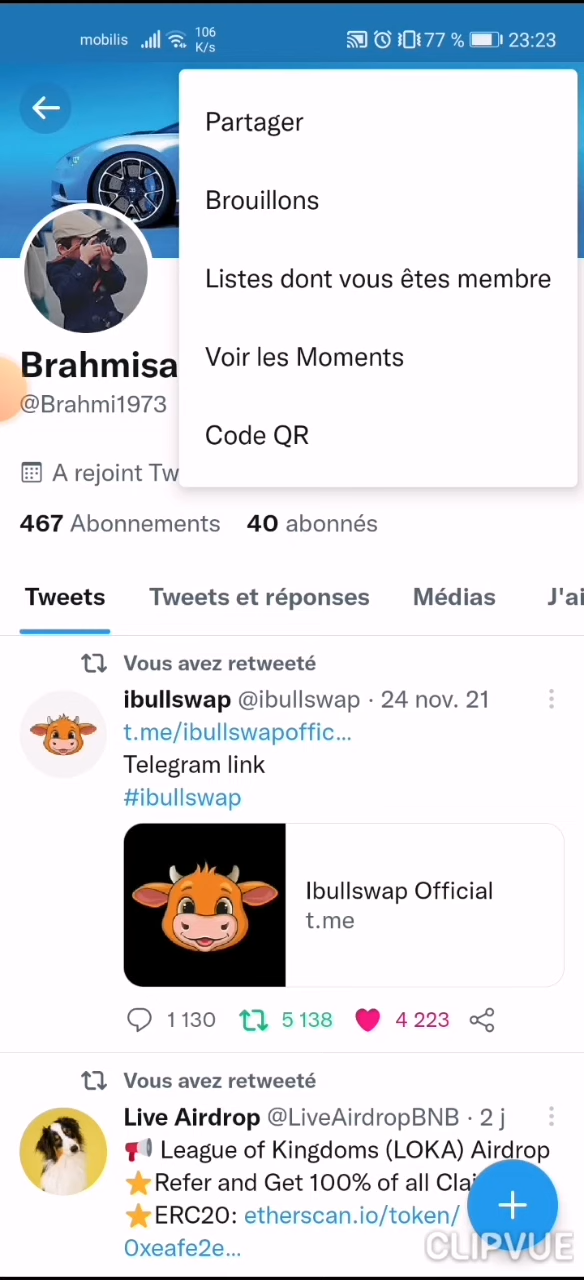 mobilis 106 K/s 77 % 23:23
Partager
Brouillons
Listes dont vous êtes membre
Voir les Moments
Code QR
Brahmisa
@Brahmi1973
A rejoint Tw
467 Abonnements 40 abonnés
Tweets Tweets et réponses Médias J'ai
Vous avez retweeté
ibullswap @ibullswap · 24 nov. 21
t.me/ibullswapoffic...
Telegram link
#ibullswap
Ibullswap Official
t.me
1 130 5 138 4 223
Vous avez retweeté
Live Airdrop @LiveAirdropBNB · 2 j
League of Kingdoms (LOKA) Airdrop
Refer and Get 100% of all Clai
ERC20: etherscan.io/token/
0xeafe2e...
CLIPVUE